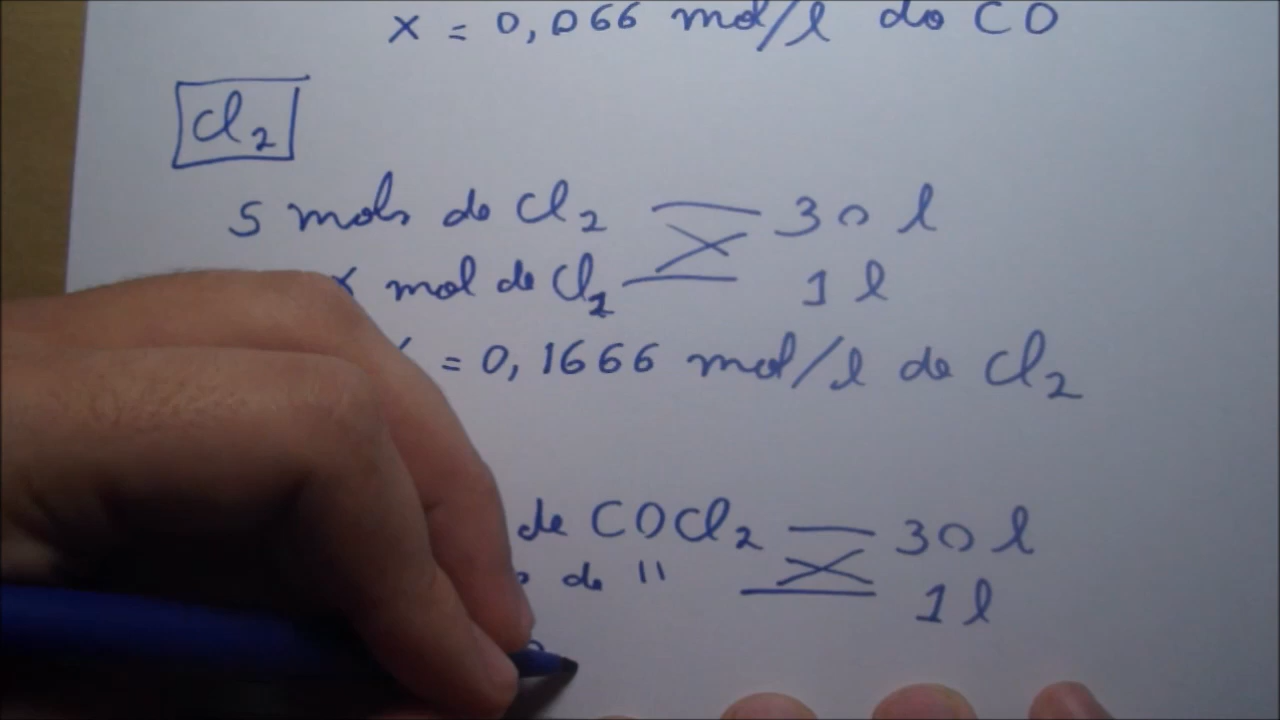 x = 0,066 mol/l do CO
Cl2
5 mols de Cl2 30 l
x mol de Cl2 1 l
= 0,1666 mol/l de Cl2
de COCl2 30 l
de " 1 l